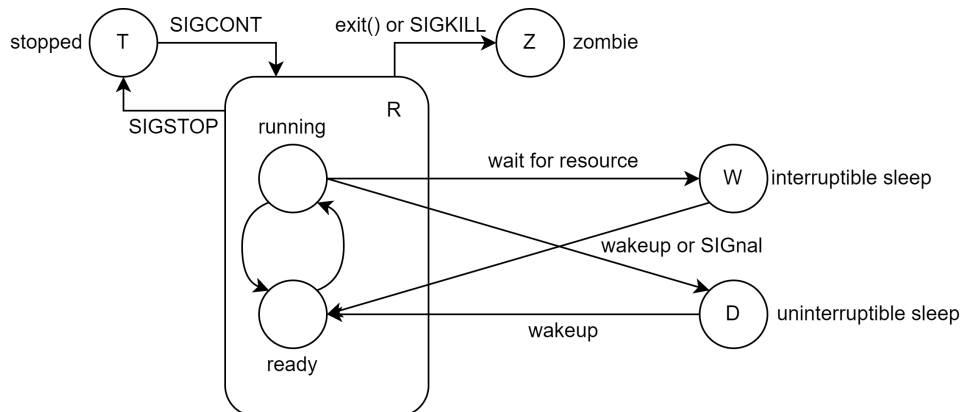 SIGCONT
exit() or SIGKILL
stopped
T
Z
zombie
R
SIGSTOP
running
wait for resource
W
interruptible sleep
wakeup or SIGnal
D
uninterruptible sleep
wakeup
ready